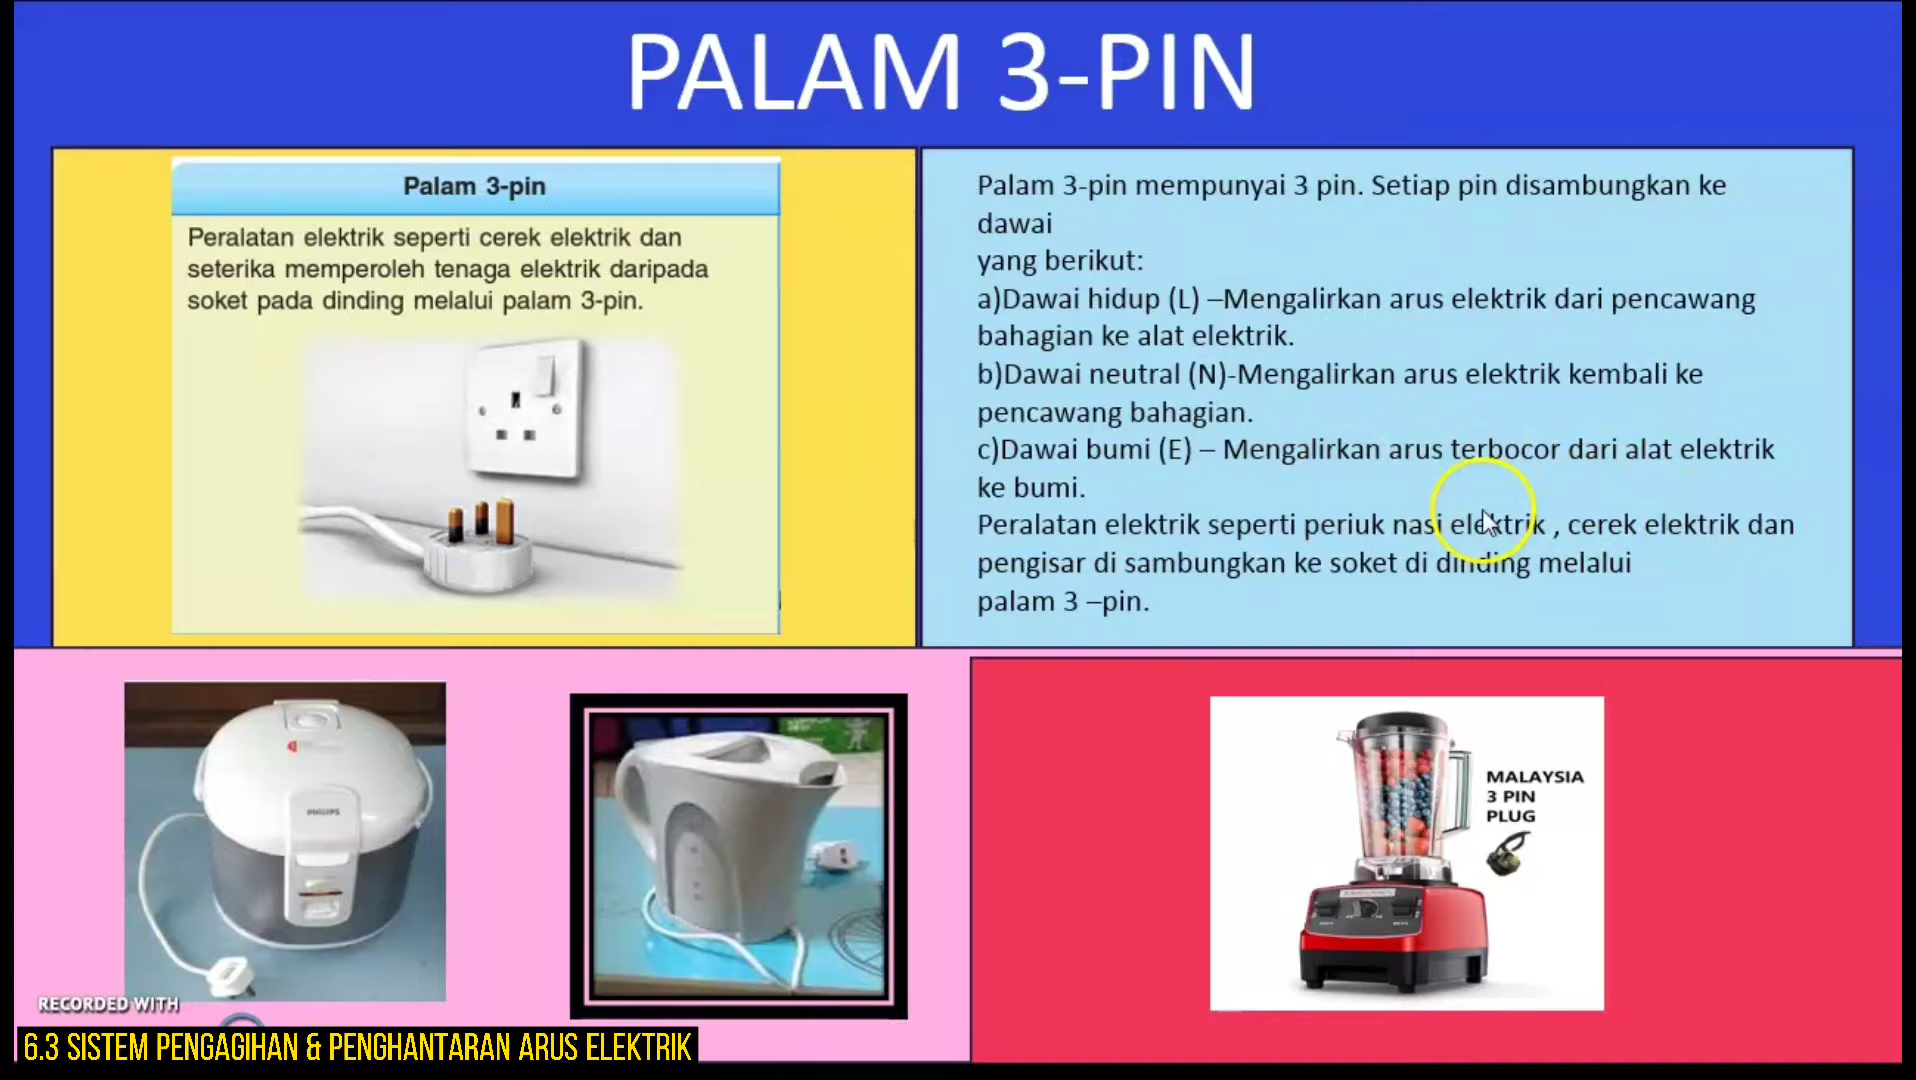 PALAM 3-PIN
Palam 3-pin
Peralatan elektrik seperti cerek elektrik dan
seterika memperoleh tenaga elektrik daripada
soket pada dinding melalui palam 3-pin.
Palam 3-pin mempunyai 3 pin. Setiap pin disambungkan ke
dawai
yang berikut:
a)Dawai hidup (L) –Mengalirkan arus elektrik dari pencawang
bahagian ke alat elektrik.
b)Dawai neutral (N)-Mengalirkan arus elektrik kembali ke
pencawang bahagian.
c)Dawai bumi (E) – Mengalirkan arus terbocor dari alat elektrik
ke bumi.
Peralatan elektrik seperti periuk nasi elektrik , cerek elektrik dan
pengisar di sambungkan ke soket di dinding melalui
palam 3 –pin.
PHILIPS
MALAYSIA
3 PIN
PLUG
RECORDED WITH
6.3 SISTEM PENGAGIHAN & PENGHANTARAN ARUS ELEKTRIK